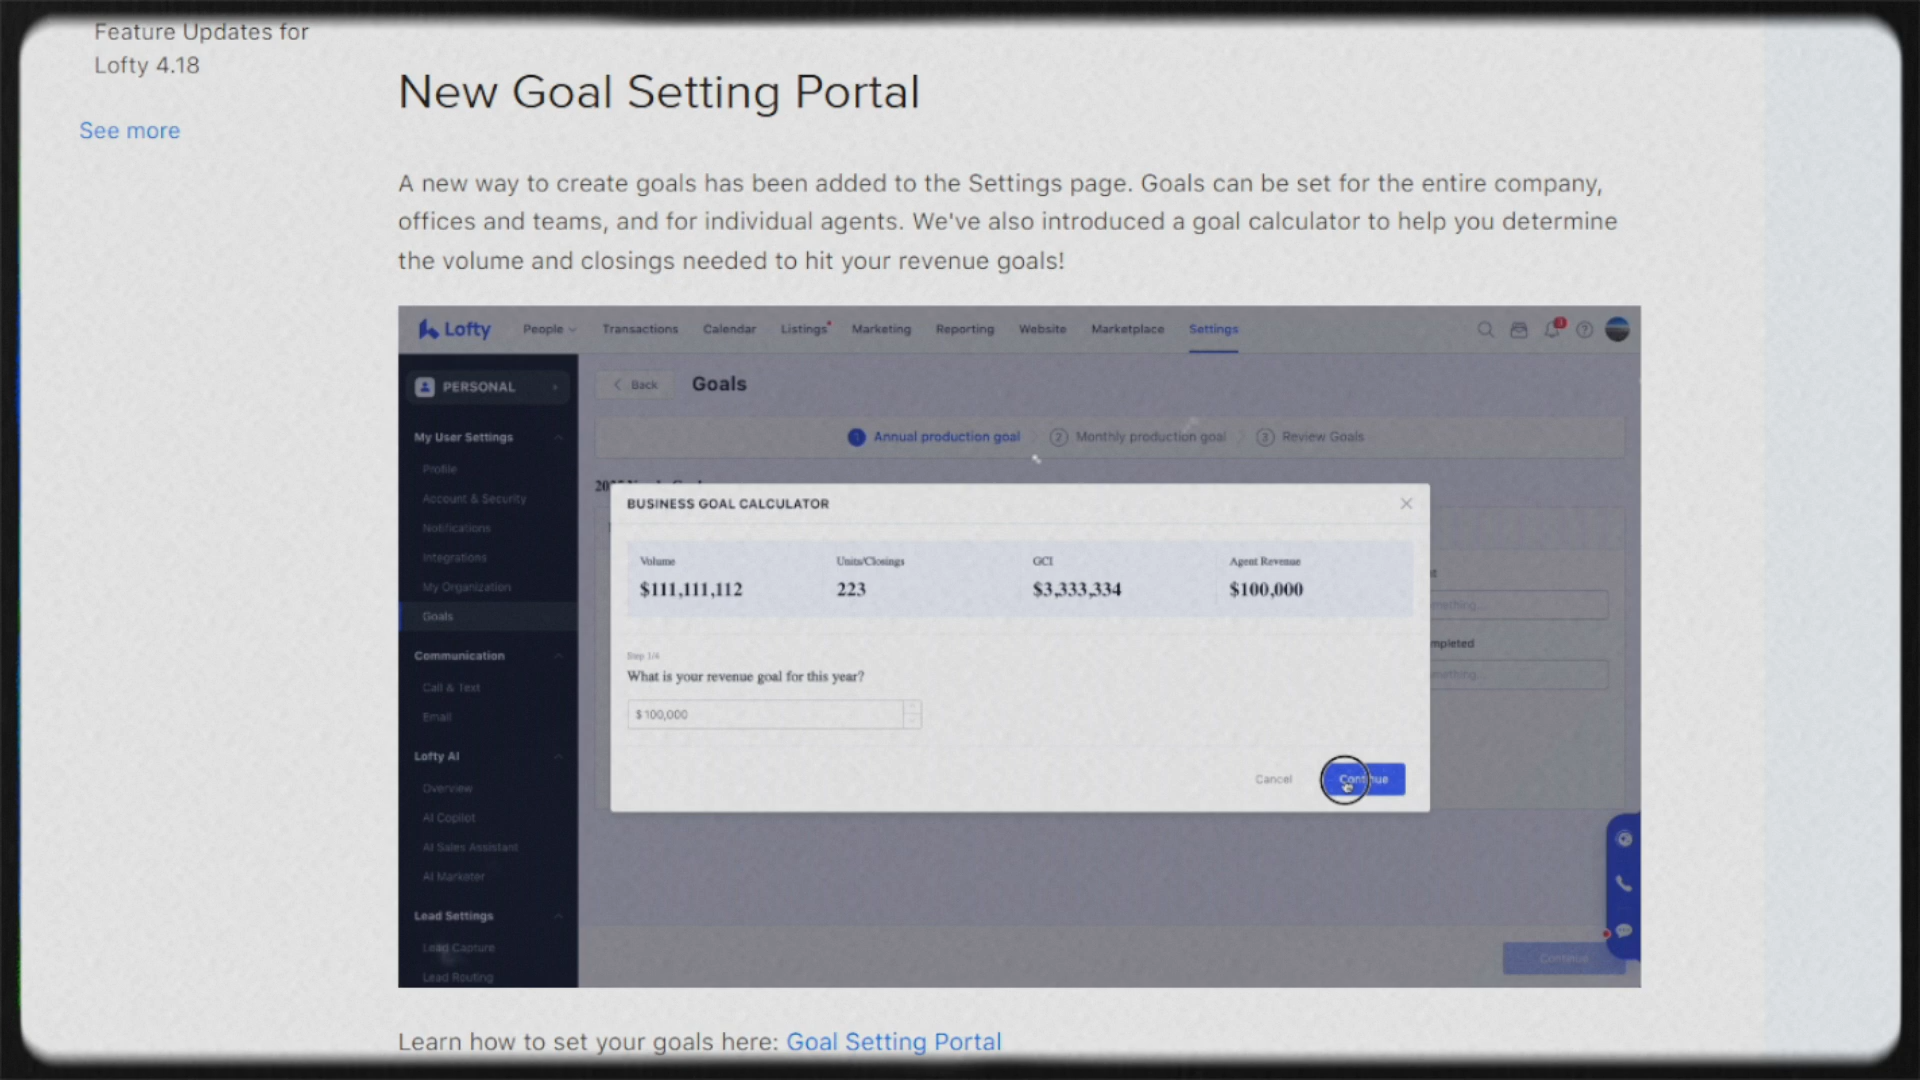 Feature Updates for
Lofty 4.18
See more
New Goal Setting Portal
A new way to create goals has been added to the Settings page. Goals can be set for the entire company,
offices and teams, and for individual agents. We've also introduced a goal calculator to help you determine
the volume and closings needed to hit your revenue goals!
Lofty People Transactions Calendar Listings Marketing Reporting Website Marketplace Settings
PERSONAL
My User Settings
Profile
Account & Security
Notifications
Integrations
My Organization
Goals
Communication
Call & Text
Email
Lofty AI
Overview
AI Copilot
AI Sales Assistant
AI Marketer
Lead Settings
Lead Capture
Lead Routing
Back Goals
1 Annual production goal 2 Monthly production goal 3 Review Goals
BUSINESS GOAL CALCULATOR
Volume Units/Closings GCI Agent Revenue
$111,111,112 223 $3,333,334 $100,000
Step 1/6
What is your revenue goal for this year?
$ 100,000
Cancel Continue
Continue
Learn how to set your goals here: Goal Setting Portal